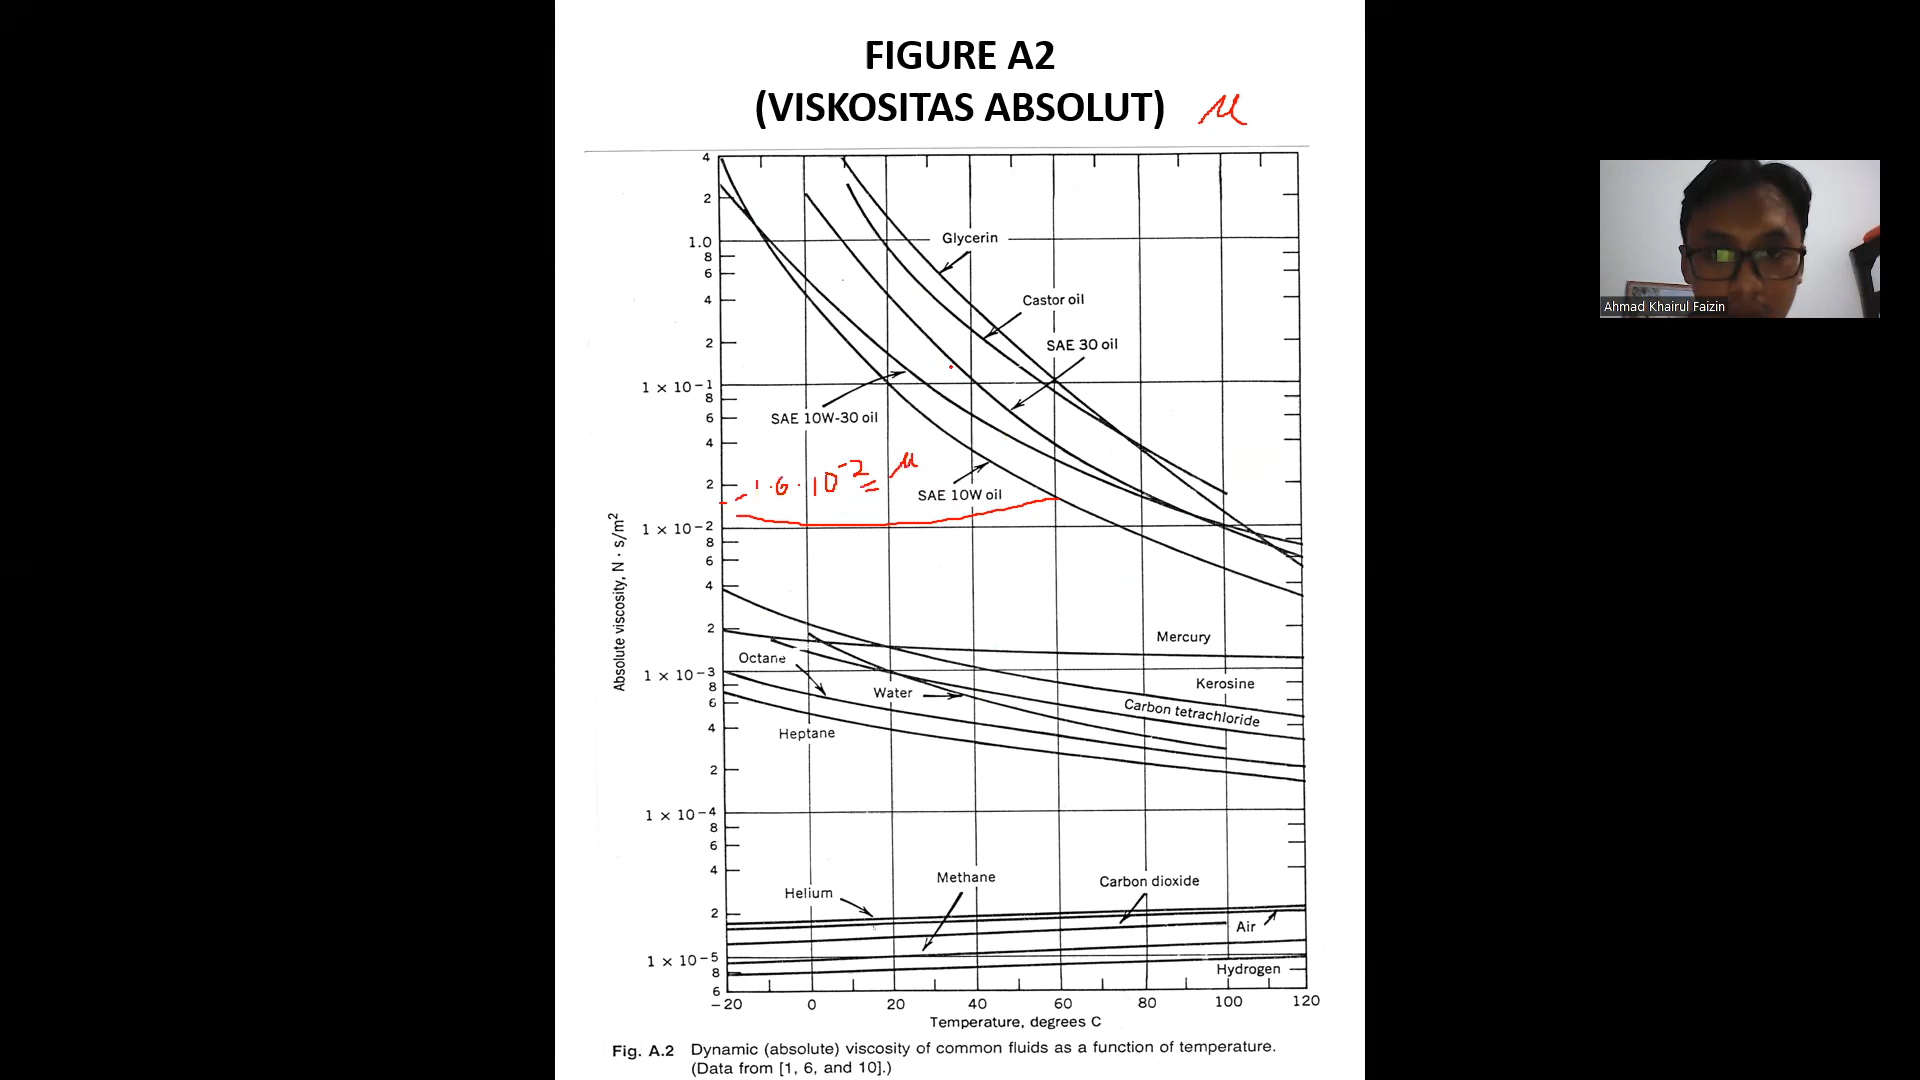 FIGURE A2
(VISKOSITAS ABSOLUT) μ
4
2
1.0
8
6
4
2
1 × 10−1
8
6
4
2
1 × 10−2
8
6
4
2
1 × 10−3
8
6
4
2
1 × 10−4
8
6
4
2
1 × 10−5
8
6
Absolute viscosity, N · s/m2
Glycerin
Castor oil
SAE 30 oil
SAE 10W-30 oil
1.6 · 10-2 μ
SAE 10W oil
Mercury
Octane
Kerosine
Water
Carbon tetrachloride
Heptane
Methane
Carbon dioxide
Helium
Air
Hydrogen
−20 0 20 40 60 80 100 120
Temperature, degrees C
Fig. A.2 Dynamic (absolute) viscosity of common fluids as a function of temperature.
(Data from [1, 6, and 10].)
Ahmad Khairul Faizin